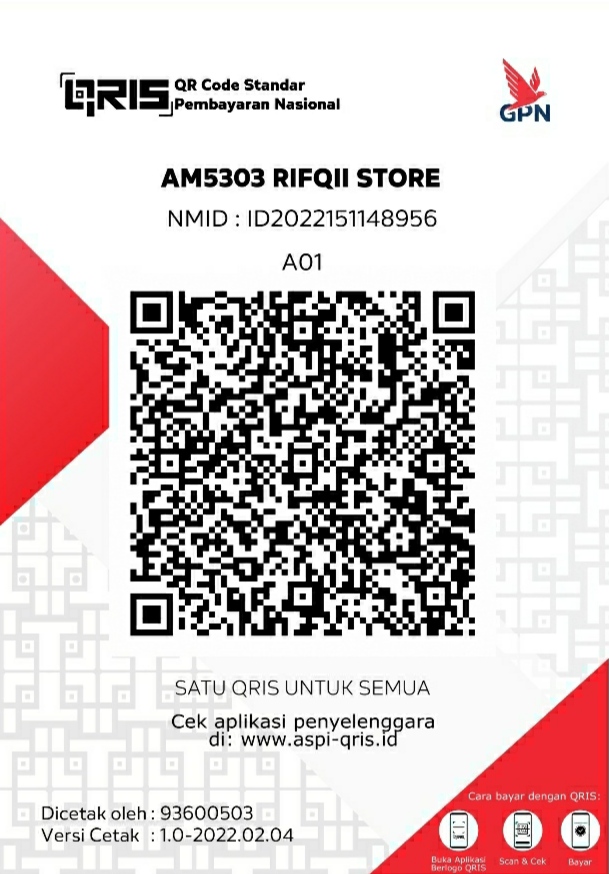 QRIS QR Code Standar
Pembayaran Nasional
GPN
AM5303 RIFQII STORE
NMID : ID2022151148956
A01
SATU QRIS UNTUK SEMUA
Cek aplikasi penyelenggara
di: www.aspi-qris.id
Dicetak oleh : 93600503
Versi Cetak : 1.0-2022.02.04
Cara bayar dengan QRIS:
Buka Aplikasi
Berlogo QRIS
Scan & Cek
Bayar